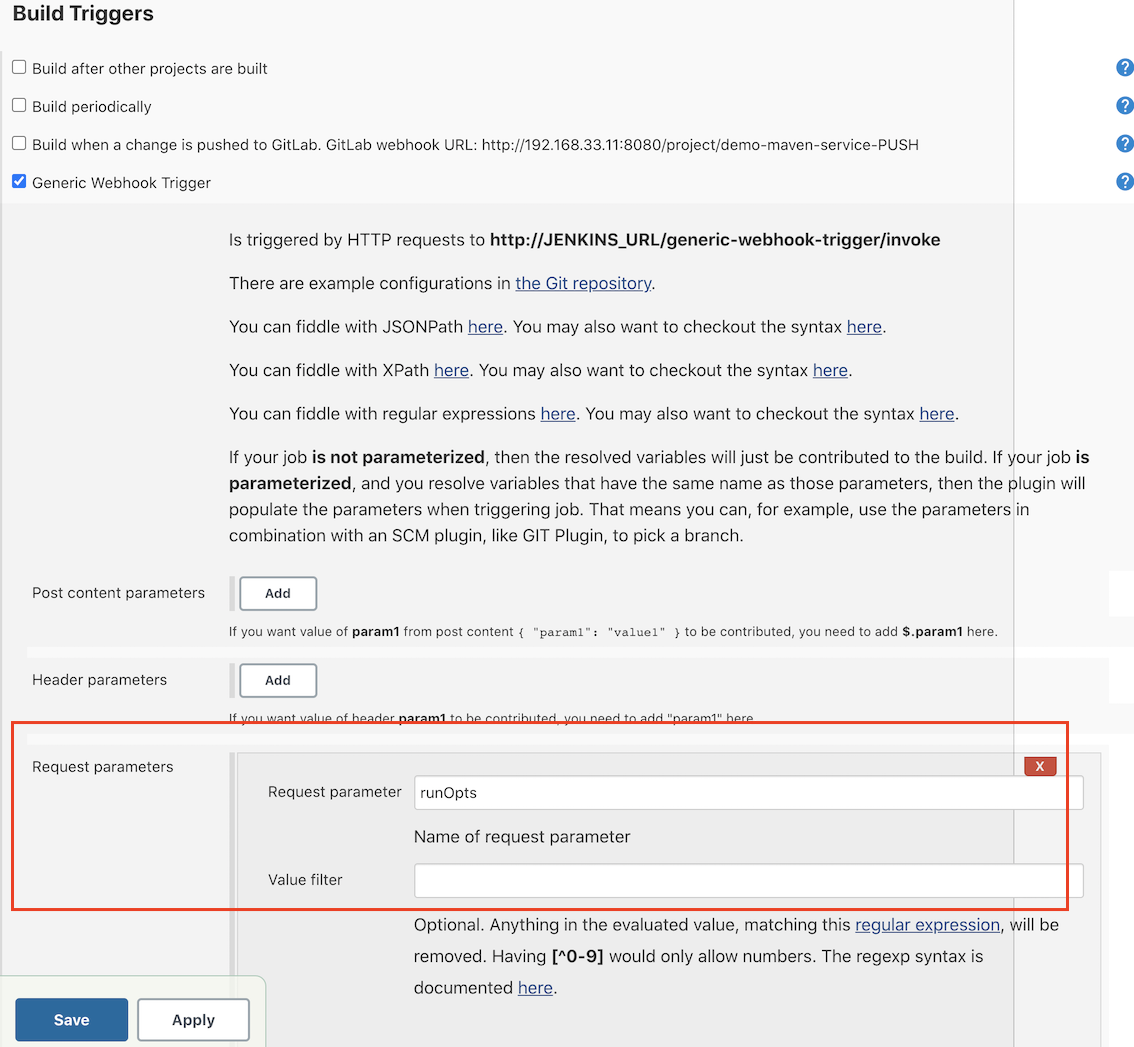 Build Triggers
Build after other projects are built
?
Build periodically
?
Build when a change is pushed to GitLab. GitLab webhook URL: http://192.168.33.11:8080/project/demo-maven-service-PUSH
?
Generic Webhook Trigger
?
Is triggered by HTTP requests to http://JENKINS_URL/generic-webhook-trigger/invoke
There are example configurations in the Git repository.
You can fiddle with JSONPath here. You may also want to checkout the syntax here.
You can fiddle with XPath here. You may also want to checkout the syntax here.
You can fiddle with regular expressions here. You may also want to checkout the syntax here.
If your job is not parameterized, then the resolved variables will just be contributed to the build. If your job is
parameterized, and you resolve variables that have the same name as those parameters, then the plugin will
populate the parameters when triggering job. That means you can, for example, use the parameters in
combination with an SCM plugin, like GIT Plugin, to pick a branch.
Post content parameters
Add
If you want value of param1 from post content { "param1": "value1" } to be contributed, you need to add $.param1 here.
Header parameters
Add
If you want value of header param1 to be contributed, you need to add "param1" here.
Request parameters
X
Request parameter
runOpts
Name of request parameter
Value filter
Optional. Anything in the evaluated value, matching this regular expression, will be
removed. Having [^0-9] would only allow numbers. The regexp syntax is
documented here.
Save
Apply